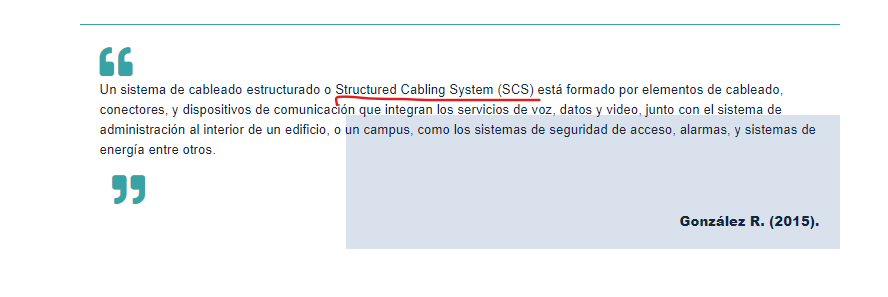 “
Un sistema de cableado estructurado o Structured Cabling System (SCS) está formado por elementos de cableado,
conectores, y dispositivos de comunicación que integran los servicios de voz, datos y video, junto con el sistema de
administración al interior de un edificio, o un campus, como los sistemas de seguridad de acceso, alarmas, y sistemas de
energía entre otros.
”
González R. (2015).